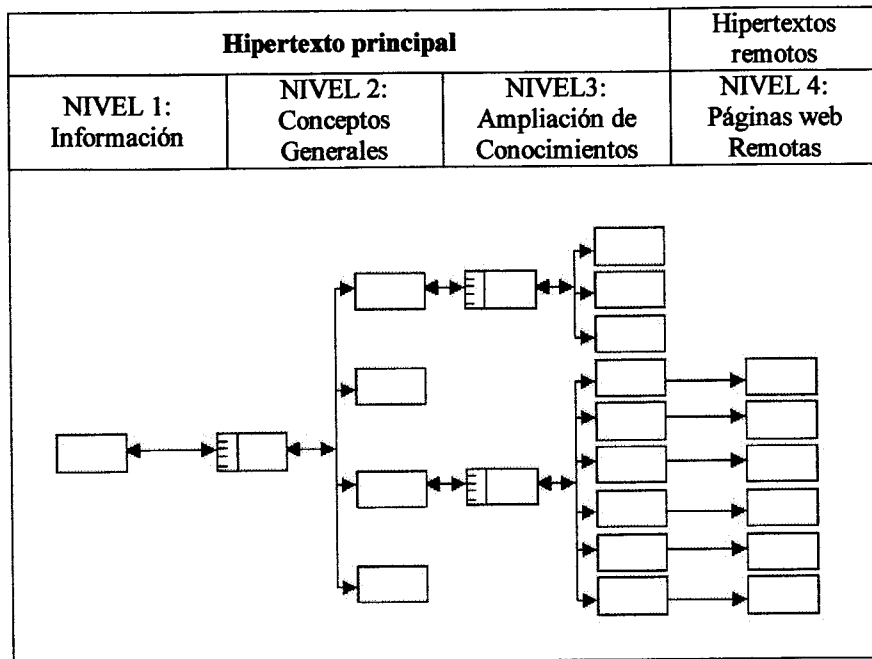 Hipertexto principal
Hipertextos
remotos
NIVEL 1:
Información
NIVEL 2:
Conceptos
Generales
NIVEL3:
Ampliación de
Conocimientos
NIVEL 4:
Páginas web
Remotas